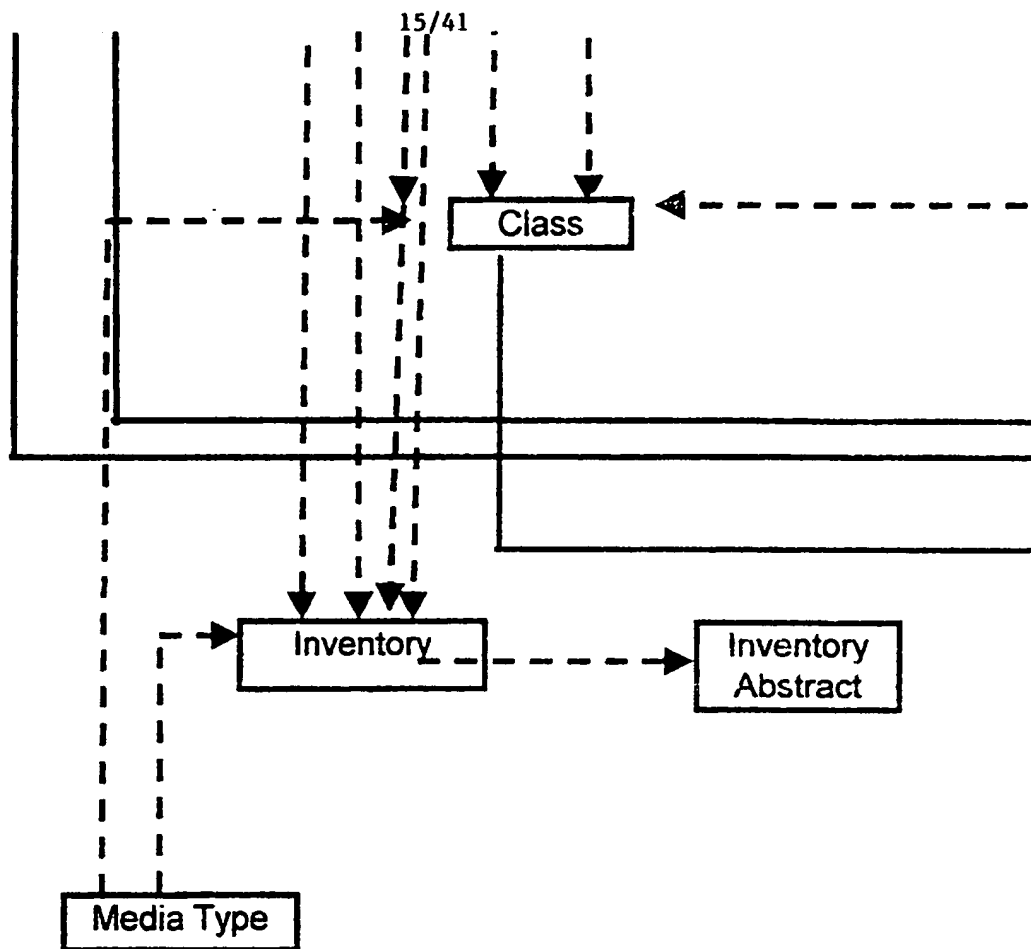 15/41
Class
Inventory
Inventory
Abstract
Media Type